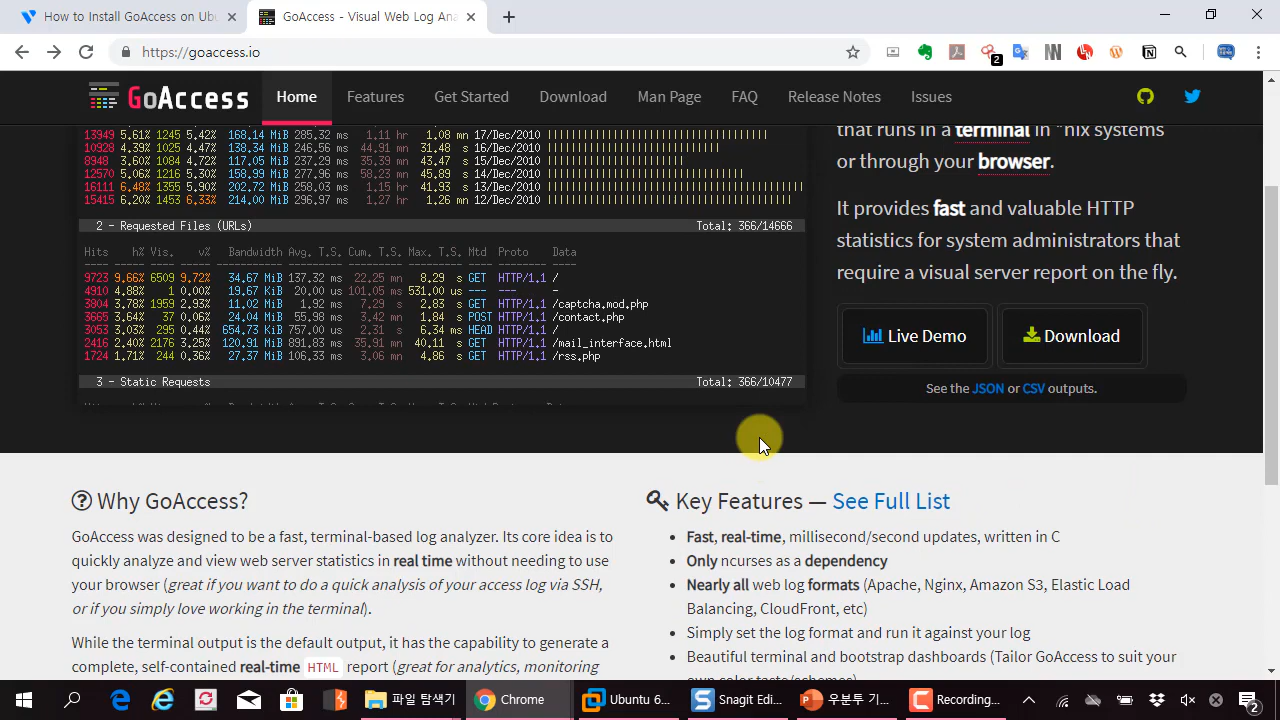 How to Install GoAccess on Ubu
GoAccess - Visual Web Log Ana
https://goaccess.io
2
GoAccess
Home Features Get Started Download Man Page FAQ Release Notes Issues
13949 5.61% 1245 5.42% 168.14 MiB 285.32 ms 1.11 hr 1.08 mn 17/Dec/2010
10928 4.39% 1245 5.42% 138.34 MiB 246.59 ms 44.91 mn 31.48 s 16/Dec/2010
8948 3.60% 1084 4.72% 117.05 MiB 237.29 ms 35.39 mn 43.47 s 15/Dec/2010
12570 5.06% 1216 5.30% 158.99 MiB 277.96 ms 58.23 mn 45.89 s 14/Dec/2010
16111 6.48% 1355 5.90% 202.72 MiB 258.50 ms 1.15 hr 41.93 s 13/Dec/2010
15415 6.20% 1453 6.33% 214.00 MiB 296.97 ms 1.27 hr 1.26 mn 12/Dec/2010
2 - Requested Files (URLs) Total: 366/14666
Hits h% Vis. v% Bandwidth Avg. T.S. Cum. T.S. Max. T.S. Mtd Proto Data
9723 9.66% 6509 9.72% 34.67 MiB 137.32 ms 22.25 mn 8.29 s GET HTTP/1.1 /
4910 4.88% 1 0.00% 19.67 MiB 20.00 us 101.05 ms 531.00 us --- --- -
3804 3.78% 1959 2.93% 11.02 MiB 1.92 ms 7.29 s 2.83 s GET HTTP/1.1 /captcha.mod.php
3665 3.64% 37 0.06% 24.04 MiB 55.98 ms 3.42 mn 1.84 s POST HTTP/1.1 /contact.php
3053 3.03% 295 0.44% 654.73 KiB 757.00 us 2.31 s 6.34 ms HEAD HTTP/1.1 /
2416 2.40% 2176 3.25% 120.91 MiB 891.83 ms 35.91 mn 40.11 s GET HTTP/1.1 /mail_interface.html
1724 1.71% 244 0.36% 27.37 MiB 106.33 ms 3.06 mn 4.86 s GET HTTP/1.1 /rss.php
3 - Static Requests Total: 366/10477
that runs in a terminal in *nix systems
or through your browser.
It provides fast and valuable HTTP
statistics for system administrators that
require a visual server report on the fly.
Live Demo Download
See the JSON or CSV outputs.
Why GoAccess?
GoAccess was designed to be a fast, terminal-based log analyzer. Its core idea is to
quickly analyze and view web server statistics in real time without needing to use
your browser (great if you want to do a quick analysis of your access log via SSH,
or if you simply love working in the terminal).
While the terminal output is the default output, it has the capability to generate a
complete, self-contained real-time HTML report (great for analytics, monitoring
Key Features — See Full List
Fast, real-time, millisecond/second updates, written in C
Only ncurses as a dependency
Nearly all web log formats (Apache, Nginx, Amazon S3, Elastic Load
Balancing, CloudFront, etc)
Simply set the log format and run it against your log
Beautiful terminal and bootstrap dashboards (Tailor GoAccess to suit your
파일 탐색기 Chrome Ubuntu 6... Snagit Edi... 우분투 기... Recording... 2